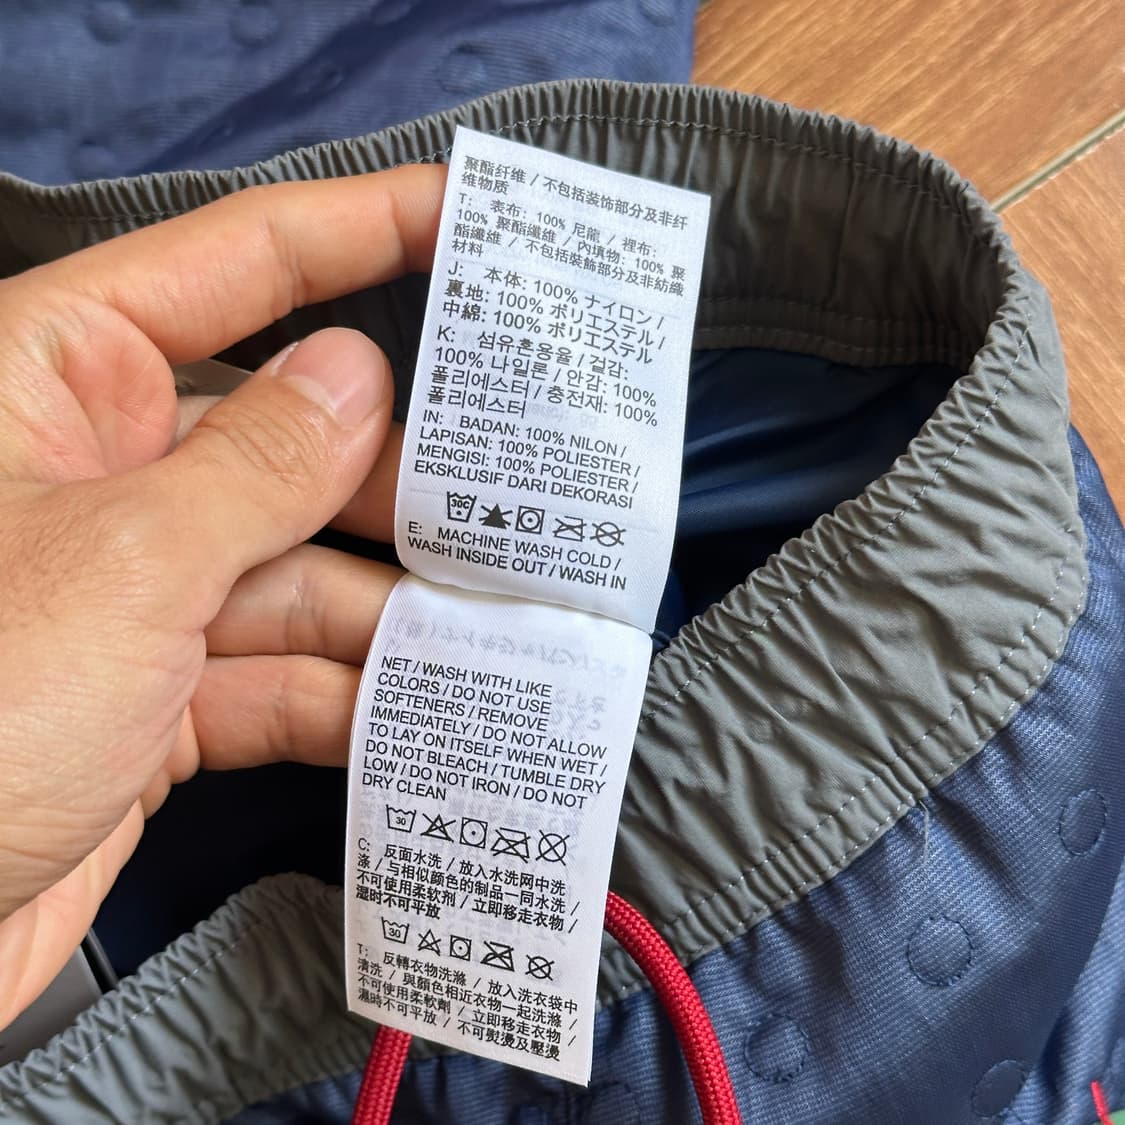 聚酯纤维 / 不包括装饰部分及非纤
维物质
T: 表布: 100% 尼龍 / 裡布:
100% 聚酯纖維 / 內填物: 100% 聚
酯纖維 / 不包括裝飾部分及非紡織
材料
J: 本体: 100% ナイロン /
裏地: 100% ポリエステル /
中綿: 100% ポリエステル
K: 섬유혼용율 / 겉감:
100% 나일론 / 안감: 100%
폴리에스터 / 충전재: 100%
폴리에스터
IN: BADAN: 100% NILON /
LAPISAN: 100% POLIESTER /
MENGISI: 100% POLIESTER /
EKSKLUSIF DARI DEKORASI
30C
E: MACHINE WASH COLD /
WASH INSIDE OUT / WASH IN
NET / WASH WITH LIKE
COLORS / DO NOT USE
SOFTENERS / REMOVE
IMMEDIATELY / DO NOT ALLOW
TO LAY ON ITSELF WHEN WET /
DO NOT BLEACH / TUMBLE DRY
LOW / DO NOT IRON / DO NOT
DRY CLEAN
30
C: 反面水洗 / 放入水洗网中洗
涤 / 与相似颜色的制品一同水洗 /
不可使用柔软剂 / 立即移走衣物 /
湿时不可平放
30
T: 反轉衣物洗滌 / 放入洗衣袋中
清洗 / 與顏色相近衣物一起洗滌 /
不可使用柔軟劑 / 立即移走衣物 /
濕時不可平放 / 不可熨燙及壓燙